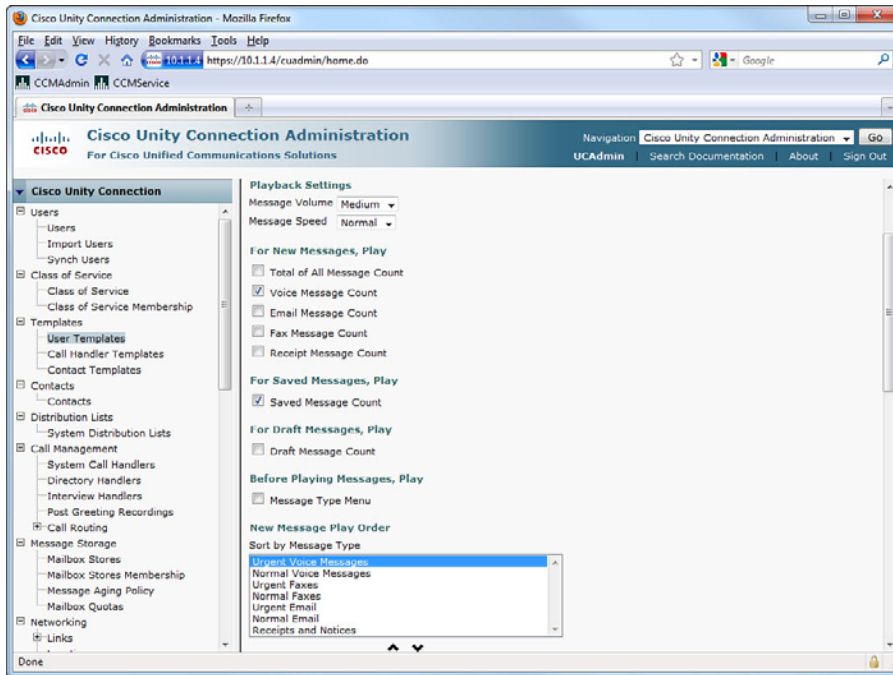 Cisco Unity Connection Administration - Mozilla Firefox
File Edit View History Bookmarks Tools Help
10.1.1.4 https://10.1.1.4/cuadmin/home.do
Google
CCMAdmin CCMService
Cisco Unity Connection Administration
CISCO
Cisco Unity Connection Administration
For Cisco Unified Communications Solutions
Navigation Cisco Unity Connection Administration Go
UCAdmin Search Documentation About Sign Out
Cisco Unity Connection
Users
Users
Import Users
Synch Users
Class of Service
Class of Service
Class of Service Membership
Templates
User Templates
Call Handler Templates
Contact Templates
Contacts
Contacts
Distribution Lists
System Distribution Lists
Call Management
System Call Handlers
Directory Handlers
Interview Handlers
Post Greeting Recordings
Call Routing
Message Storage
Mailbox Stores
Mailbox Stores Membership
Message Aging Policy
Mailbox Quotas
Networking
Links
Playback Settings
Message Volume Medium
Message Speed Normal
For New Messages, Play
Total of All Message Count
Voice Message Count
Email Message Count
Fax Message Count
Receipt Message Count
For Saved Messages, Play
Saved Message Count
For Draft Messages, Play
Draft Message Count
Before Playing Messages, Play
Message Type Menu
New Message Play Order
Sort by Message Type
Urgent Voice Messages
Normal Voice Messages
Urgent Faxes
Normal Faxes
Urgent Email
Normal Email
Receipts and Notices
Done